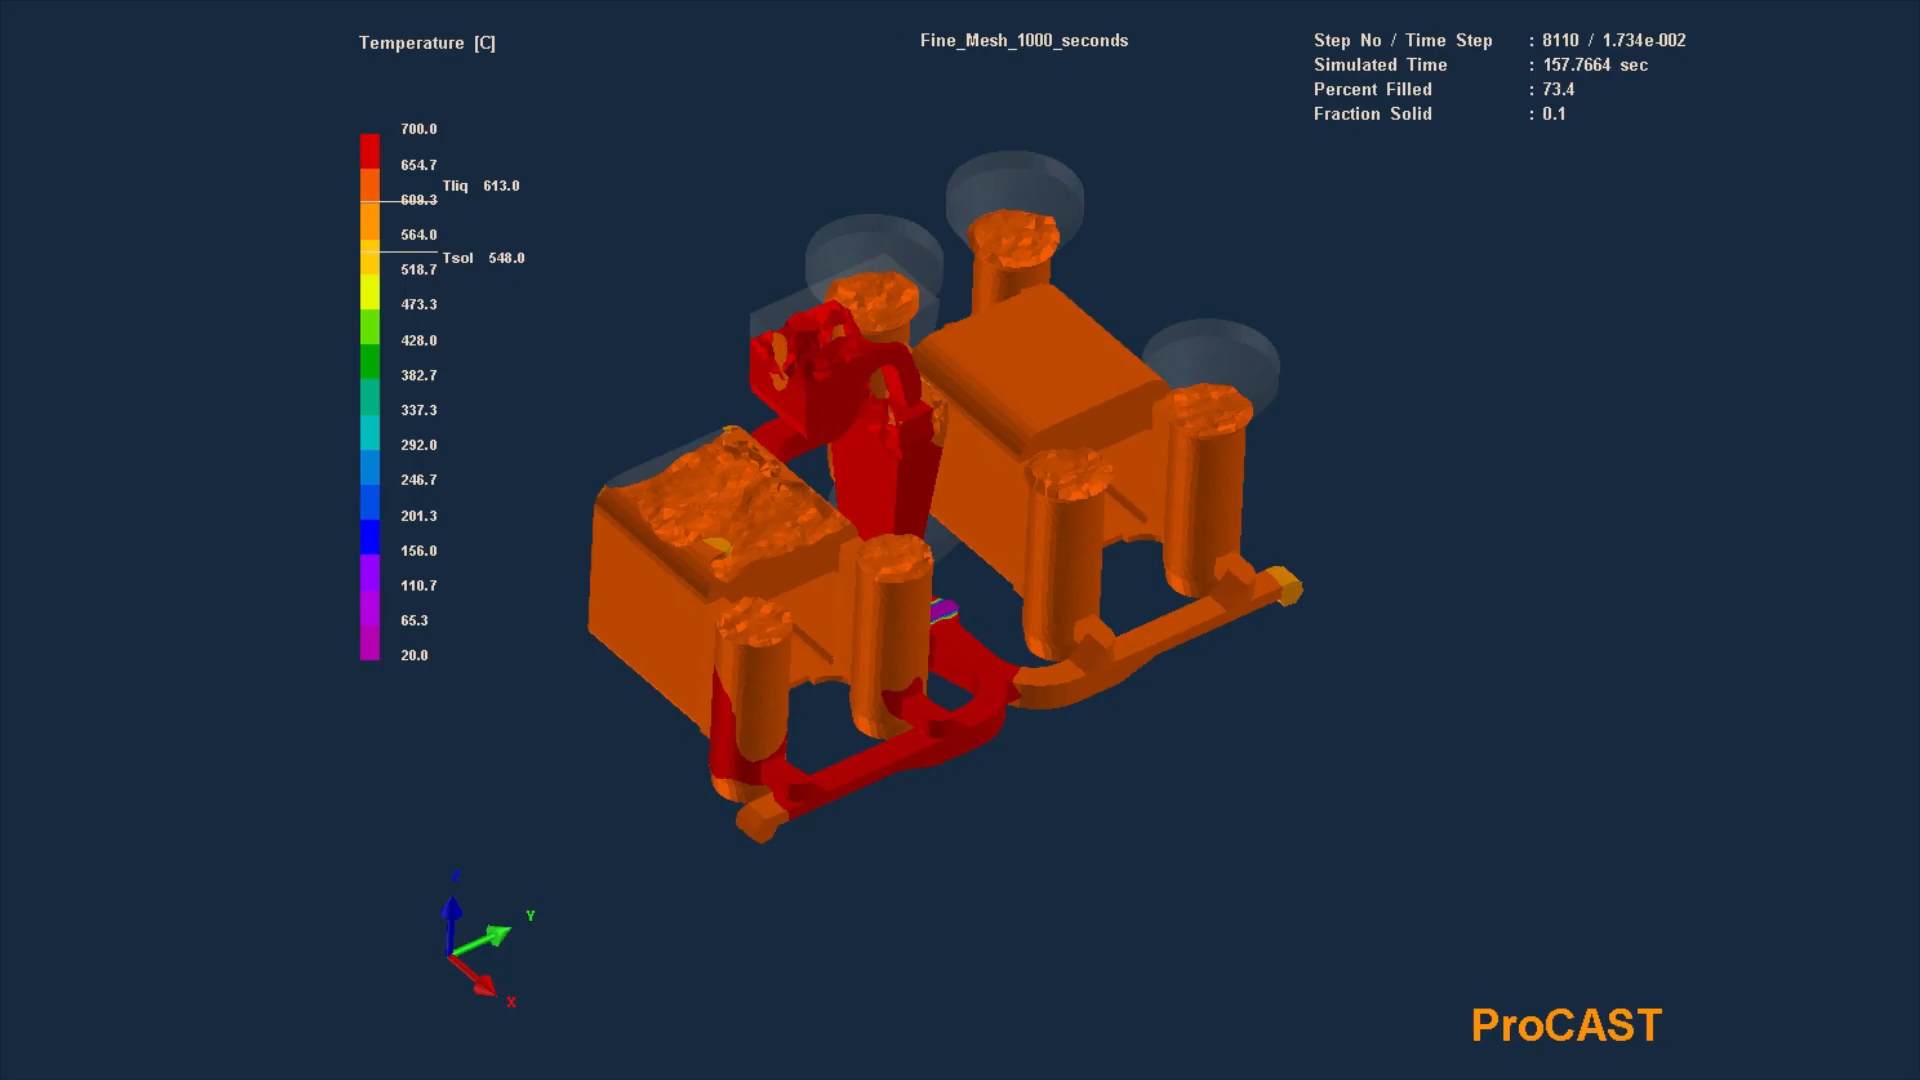 Temperature [C]
Fine_Mesh_1000_seconds
Step No / Time Step : 8110 / 1.734e-002
Simulated Time : 157.7664 sec
Percent Filled : 73.4
Fraction Solid : 0.1
700.0
654.7
Tliq 613.0
609.3
564.0
Tsol 548.0
518.7
473.3
428.0
382.7
337.3
292.0
246.7
201.3
156.0
110.7
65.3
20.0
Z
Y
X
ProCAST